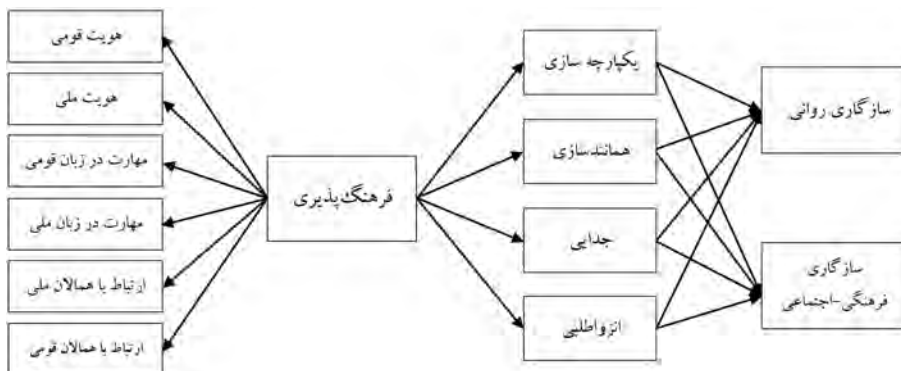 هویت قومی
هویت ملی
مهارت در زبان قومی
مهارت در زبان ملی
ارتباط با همالان ملی
ارتباط با همالان قومی
فرهنگ‌پذیری
یکپارچه سازی
همانندسازی
جدایی
انزواطلبی
سازگاری روانی
سازگاری
فرهنگی-اجتماعی